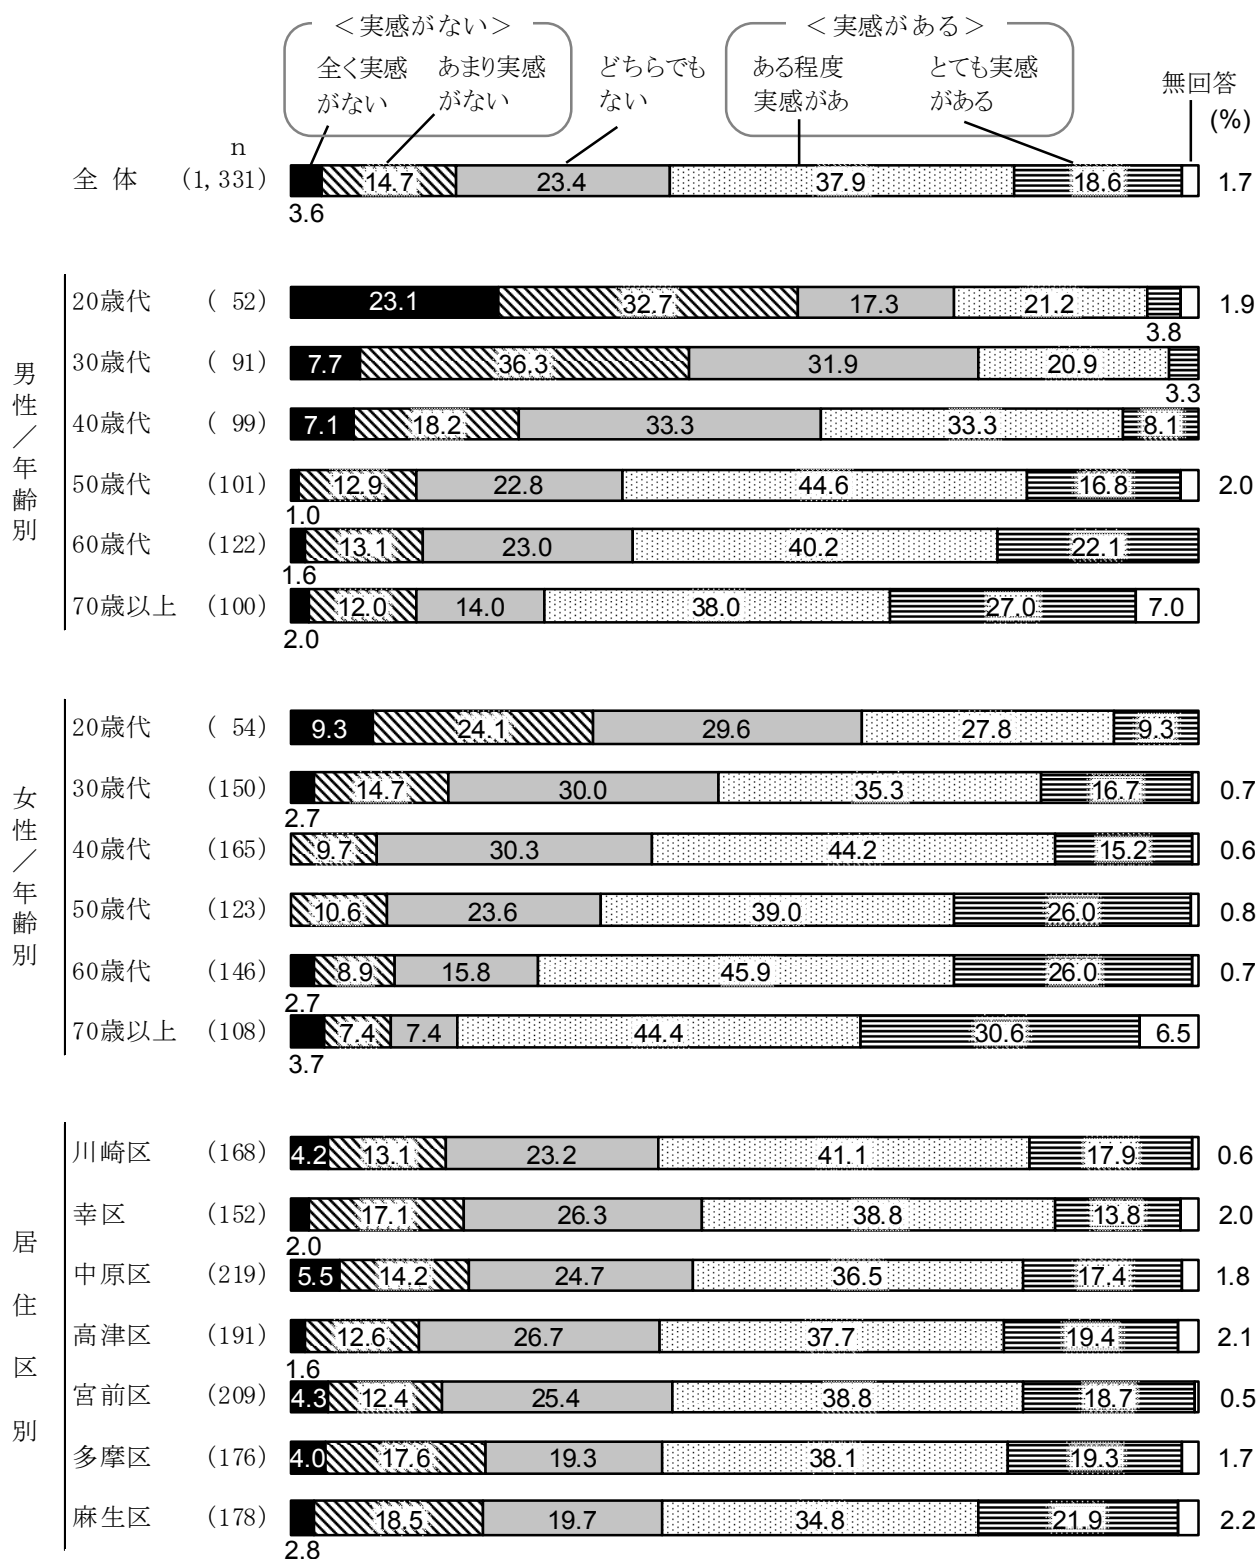 ＜実感がない＞ ＜実感がある＞
全く実感がない あまり実感がない どちらでもない ある程度実感があ とても実感がある 無回答
(%)
n
全 体 (1,331) 3.6 14.7 23.4 37.9 18.6 1.7
男性／年齢別
20歳代 ( 52) 23.1 32.7 17.3 21.2 3.8 1.9
30歳代 ( 91) 7.7 36.3 31.9 20.9 3.3
40歳代 ( 99) 7.1 18.2 33.3 33.3 8.1
50歳代 (101) 1.0 12.9 22.8 44.6 16.8 2.0
60歳代 (122) 1.6 13.1 23.0 40.2 22.1
70歳以上 (100) 2.0 12.0 14.0 38.0 27.0 7.0
女性／年齢別
20歳代 ( 54) 9.3 24.1 29.6 27.8 9.3
30歳代 (150) 2.7 14.7 30.0 35.3 16.7 0.7
40歳代 (165) 9.7 30.3 44.2 15.2 0.6
50歳代 (123) 10.6 23.6 39.0 26.0 0.8
60歳代 (146) 2.7 8.9 15.8 45.9 26.0 0.7
70歳以上 (108) 3.7 7.4 7.4 44.4 30.6 6.5
居住区別
川崎区 (168) 4.2 13.1 23.2 41.1 17.9 0.6
幸区 (152) 2.0 17.1 26.3 38.8 13.8 2.0
中原区 (219) 5.5 14.2 24.7 36.5 17.4 1.8
高津区 (191) 1.6 12.6 26.7 37.7 19.4 2.1
宮前区 (209) 4.3 12.4 25.4 38.8 18.7 0.5
多摩区 (176) 4.0 17.6 19.3 38.1 19.3 1.7
麻生区 (178) 2.8 18.5 19.7 34.8 21.9 2.2